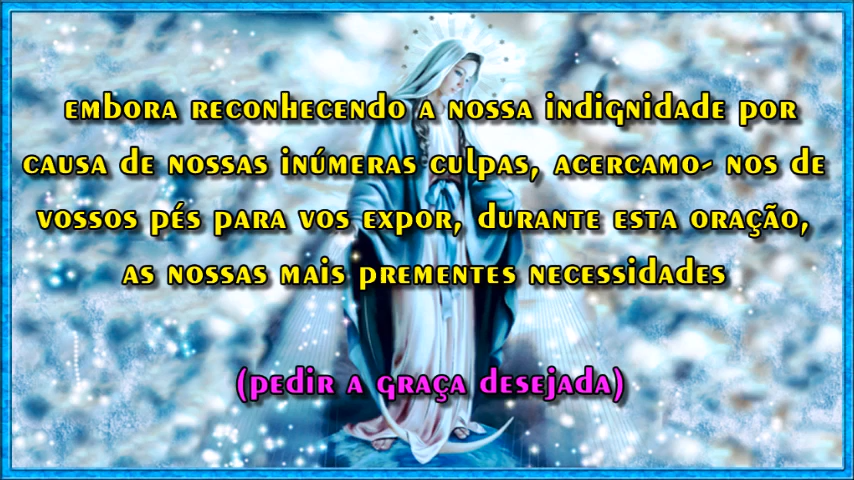 embora reconhecendo a nossa indignidade por
causa de nossas inúmeras culpas, acercamo- nos de
vossos pés para vos expor, durante esta oração,
as nossas mais prementes necessidades
(pedir a graça desejada)